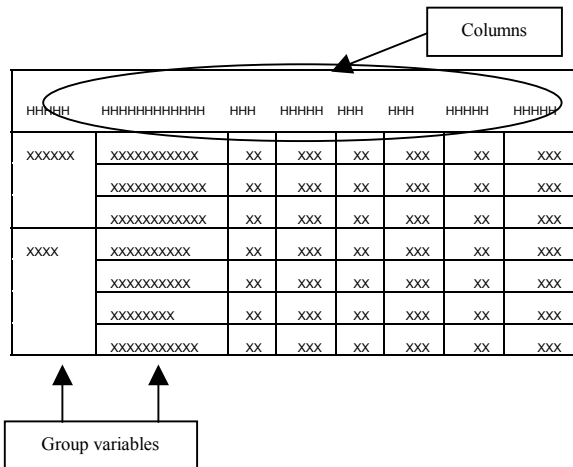 Columns
HHHHH HHHHHHHHHHHH HHH HHHHH HHH HHH HHHHH HHHHH
XXXXXX XXXXXXXXXXX XX XXX XX XXX XX XXX
XXXXXXXXXXXX XX XXX XX XXX XX XXX
XXXXXXXXXXXX XX XXX XX XXX XX XXX
XXXX XXXXXXXXXX XX XXX XX XXX XX XXX
XXXXXXXXXX XX XXX XX XXX XX XXX
XXXXXXXX XX XXX XX XXX XX XXX
XXXXXXXXXXX XX XXX XX XXX XX XXX
Group variables